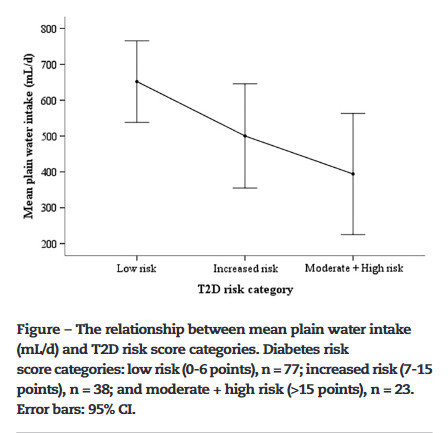 800
700
600
500
400
300
200
Mean plain water intake (mL/d)
Low risk
Increased risk
Moderate + High risk
T2D risk category
Figure – The relationship between mean plain water intake
(mL/d) and T2D risk score categories. Diabetes risk
score categories: low risk (0-6 points), n = 77; increased risk (7-15
points), n = 38; and moderate + high risk (>15 points), n = 23.
Error bars: 95% CI.